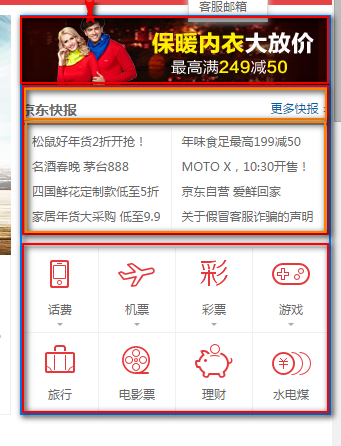 客服邮箱
保暖内衣大放价
最高满249减50
京东快报
更多快报
松鼠好年货2折开抢！
年味食足最高199减50
名酒春晚 茅台888
MOTO X，10:30开售！
四国鲜花定制款低至5折
京东自营 爱鲜回家
家居年货大采购 低至9.9
关于假冒客服诈骗的声明
话费
机票
彩
彩票
游戏
旅行
电影票
理财
水电煤